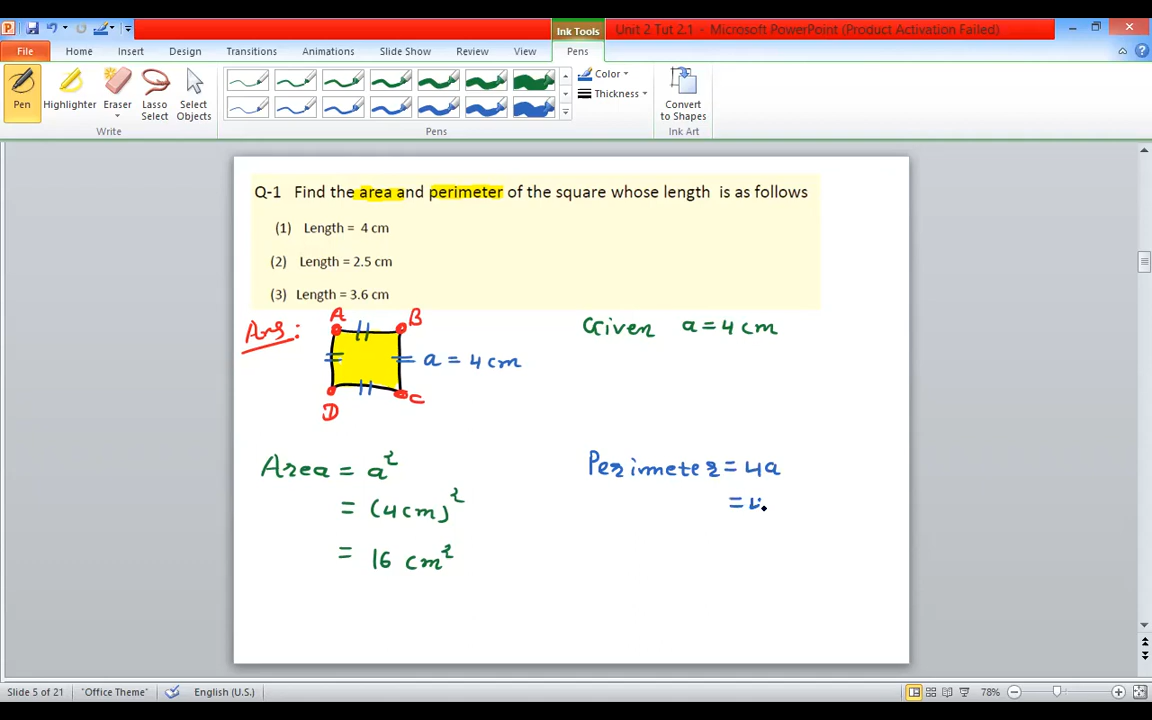 Ink Tools
Unit 2 Tut 2.1 - Microsoft PowerPoint (Product Activation Failed)
File Home Insert Design Transitions Animations Slide Show Review View Pens
Pen Highlighter Eraser Lasso Select Select Objects
Color
Thickness
Convert to Shapes
Write Pens Ink Art
Q-1 Find the area and perimeter of the square whose length is as follows
(1) Length = 4 cm
(2) Length = 2.5 cm
(3) Length = 3.6 cm
Ans:
A B
a = 4 cm
D C
Given a = 4 cm
Area = a²
= (4cm)²
= 16 cm²
Perimeter = 4a
= 4
Slide 5 of 21 "Office Theme" English (U.S.) 78%